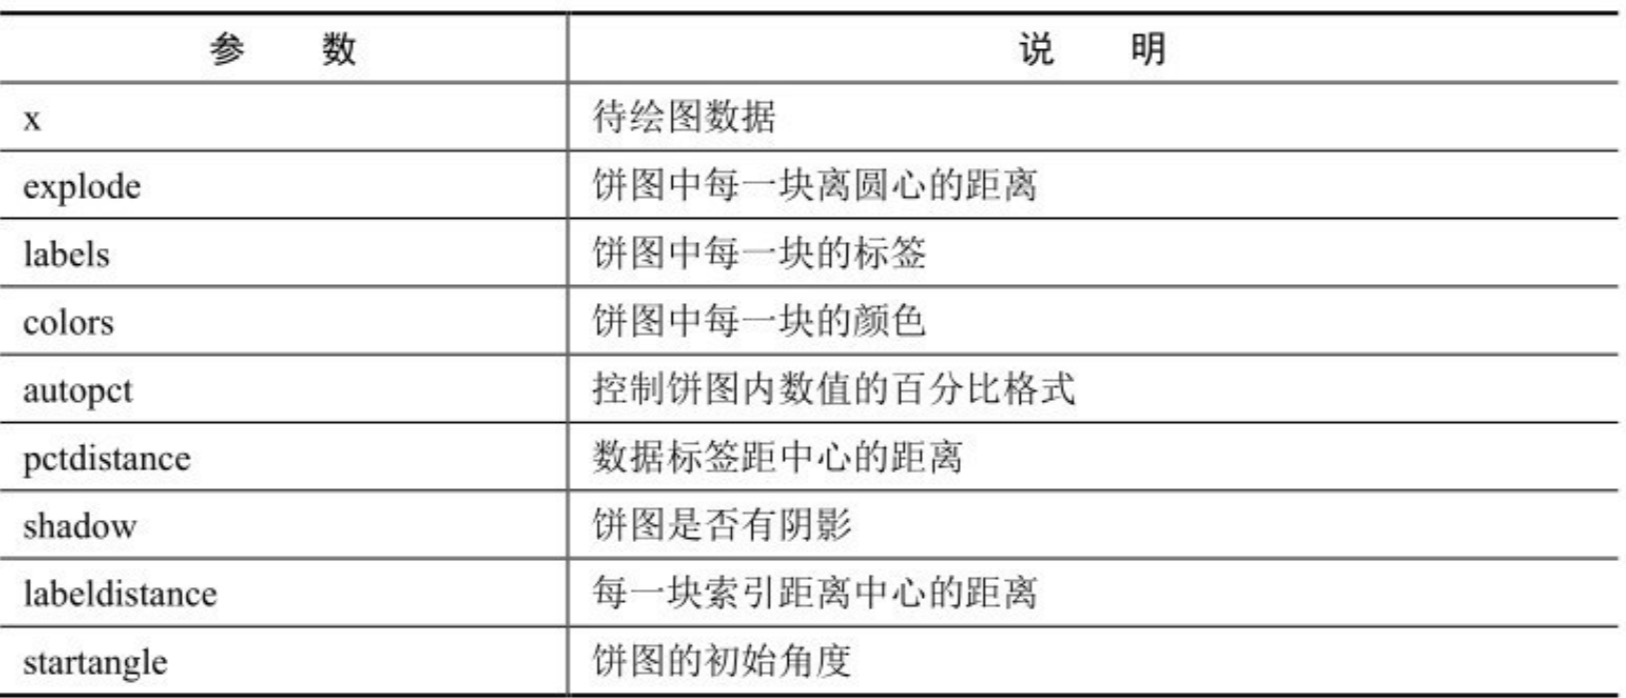 参 数 说 明
x 待绘图数据
explode 饼图中每一块离圆心的距离
labels 饼图中每一块的标签
colors 饼图中每一块的颜色
autopct 控制饼图内数值的百分比格式
pctdistance 数据标签距中心的距离
shadow 饼图是否有阴影
labeldistance 每一块索引距离中心的距离
startangle 饼图的初始角度